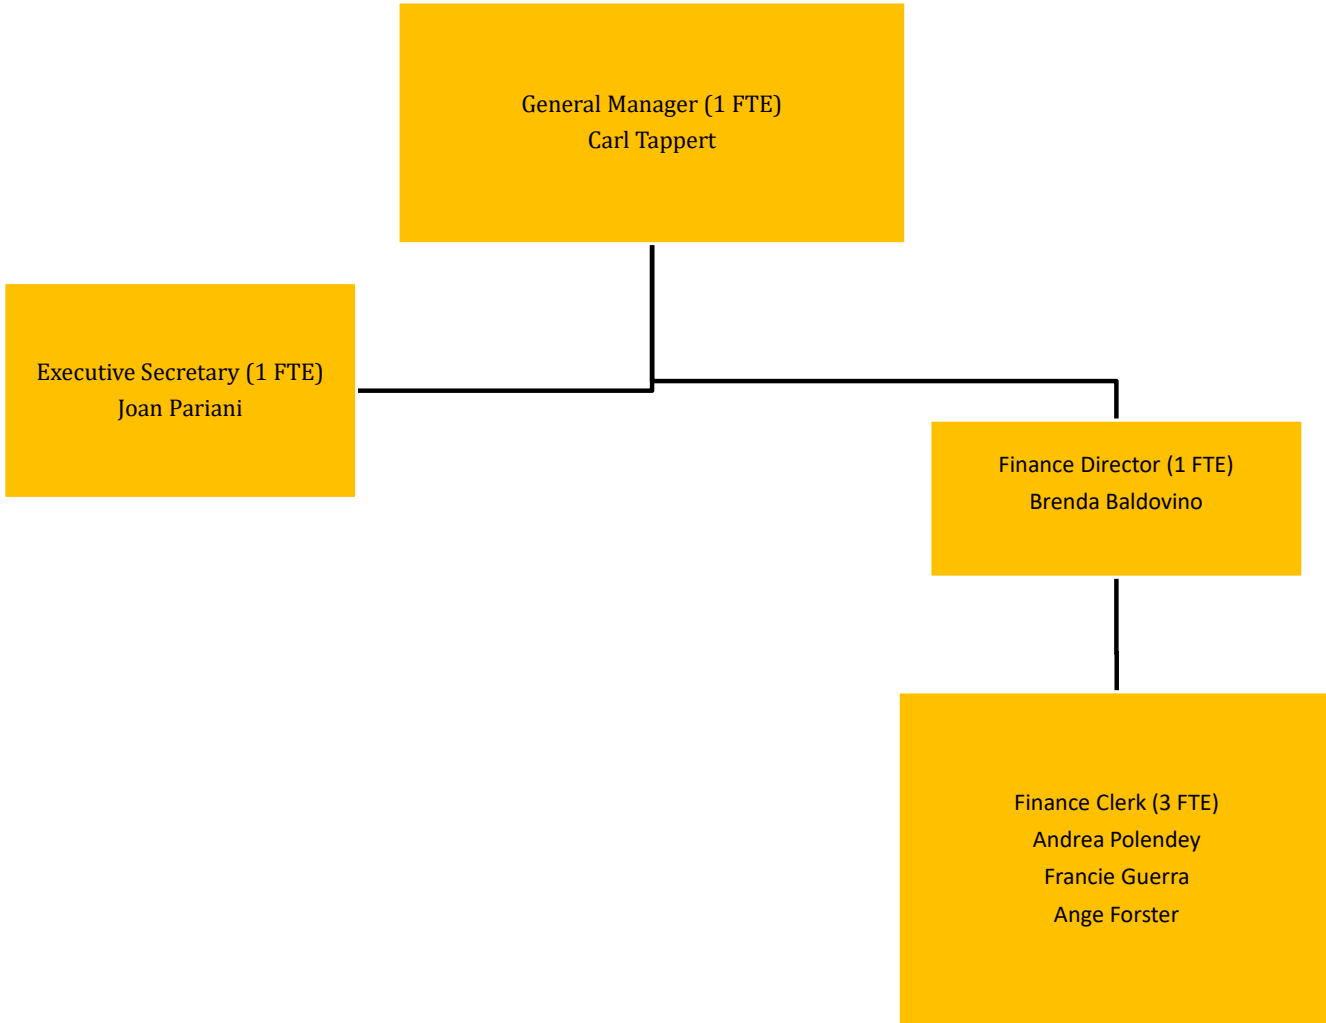 General Manager (1 FTE)
Carl Tappert
Executive Secretary (1 FTE)
Joan Pariani
Finance Director (1 FTE)
Brenda Baldovino
Finance Clerk (3 FTE)
Andrea Polendey
Francie Guerra
Ange Forster